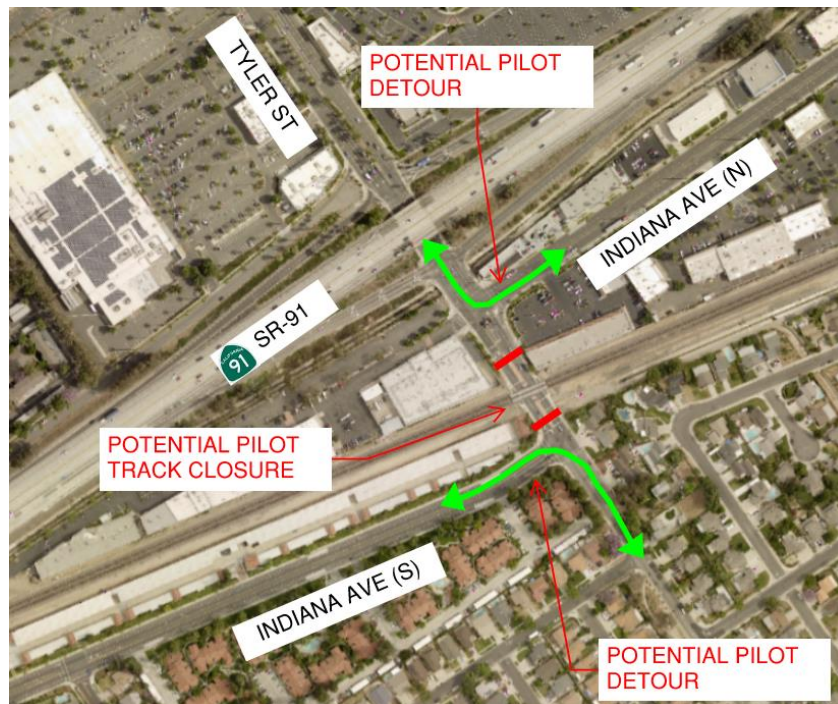 TYLER ST
POTENTIAL PILOT
DETOUR
INDIANA AVE (N)
CALIFORNIA
91
SR-91
POTENTIAL PILOT
TRACK CLOSURE
INDIANA AVE (S)
POTENTIAL PILOT
DETOUR